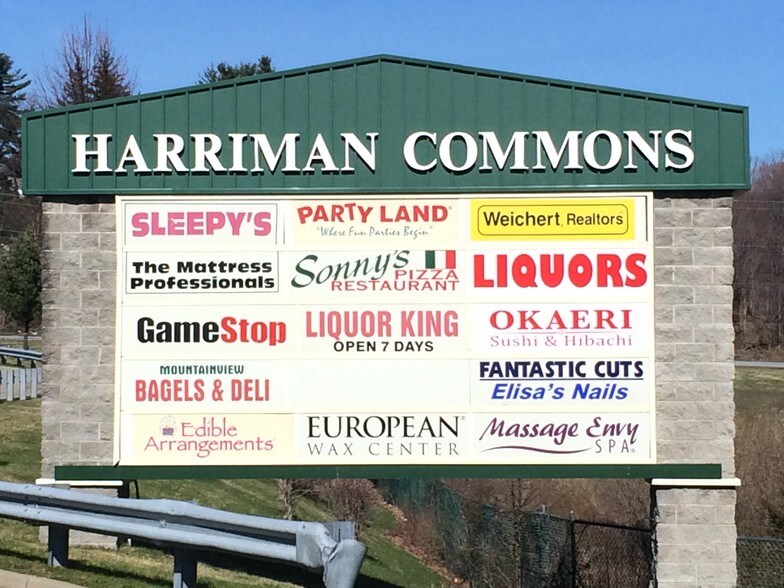 HARRIMAN COMMONS
SLEEPY'S
The Mattress
Professionals
PARTY LAND®
"Where Fun Parties Begin"
Weichert, Realtors
Sonny's
PIZZA
RESTAURANT
LIQUORS
GameStop
LIQUOR KING
OPEN 7 DAYS
OKAERI
Sushi & Hibachi
MOUNTAINVIEW
BAGELS & DELI
FANTASTIC CUTS
Elisa's Nails
Edible
Arrangements
EUROPEAN®
WAX CENTER
Massage Envy
SPA